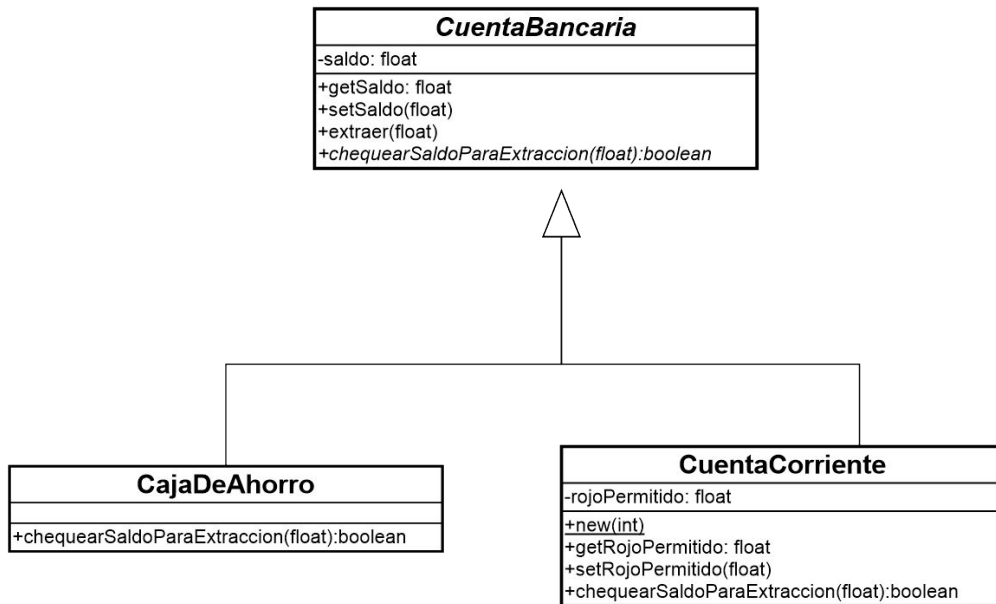 CuentaBancaria
-saldo: float
+getSaldo: float
+setSaldo(float)
+extraer(float)
+chequearSaldoParaExtraccion(float):boolean
CajaDeAhorro
+chequearSaldoParaExtraccion(float):boolean
CuentaCorriente
-rojoPermitido: float
+new(int)
+getRojoPermitido: float
+setRojoPermitido(float)
+chequearSaldoParaExtraccion(float):boolean